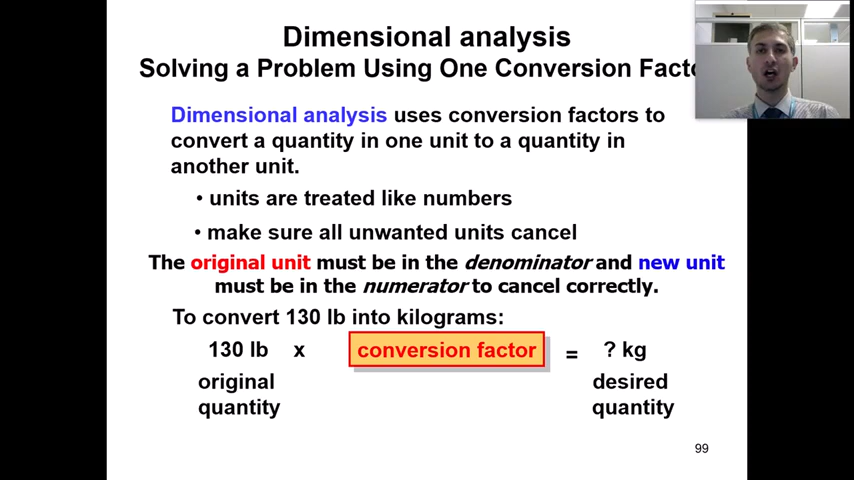 Dimensional analysis
Solving a Problem Using One Conversion Facto
Dimensional analysis uses conversion factors to
convert a quantity in one unit to a quantity in
another unit.
• units are treated like numbers
• make sure all unwanted units cancel
The original unit must be in the denominator and new unit
must be in the numerator to cancel correctly.
To convert 130 lb into kilograms:
130 lb x conversion factor = ? kg
original desired
quantity quantity
99